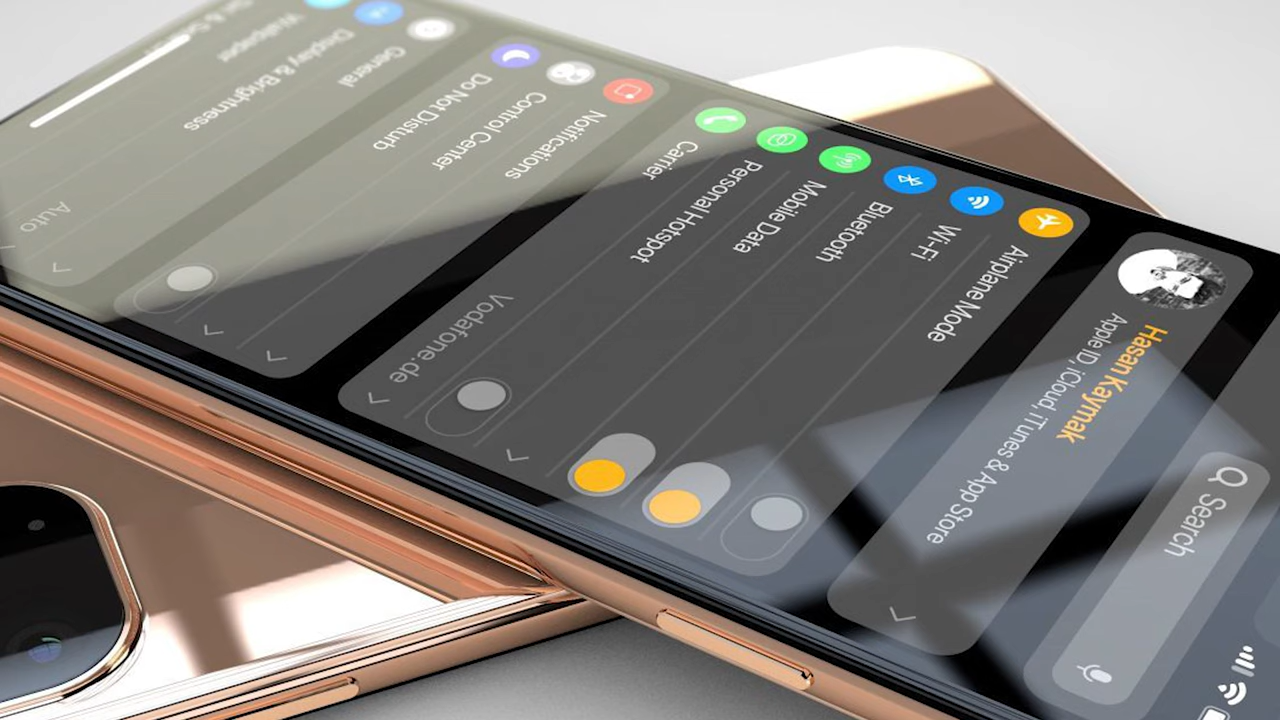 Search
Hasan Kaymak
Apple ID, iCloud, iTunes & App Store
Airplane Mode
Wi-Fi
Bluetooth
Mobile Data
Personal Hotspot
Carrier
Vodafone.de
Notifications
Control Center
Do Not Disturb
General
Display & Brightness
Auto
Wallpaper